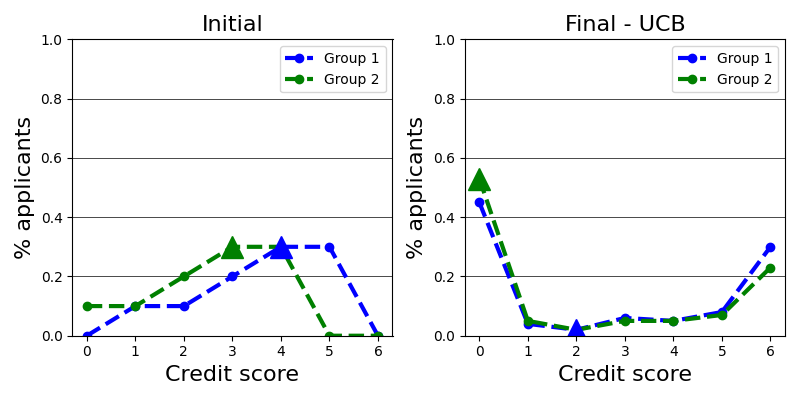 Initial
Final - UCB
% applicants
1.0
0.8
0.6
0.4
0.2
0.0
0 1 2 3 4 5 6
Credit score
Group 1
Group 2
% applicants
1.0
0.8
0.6
0.4
0.2
0.0
0 1 2 3 4 5 6
Credit score
Group 1
Group 2